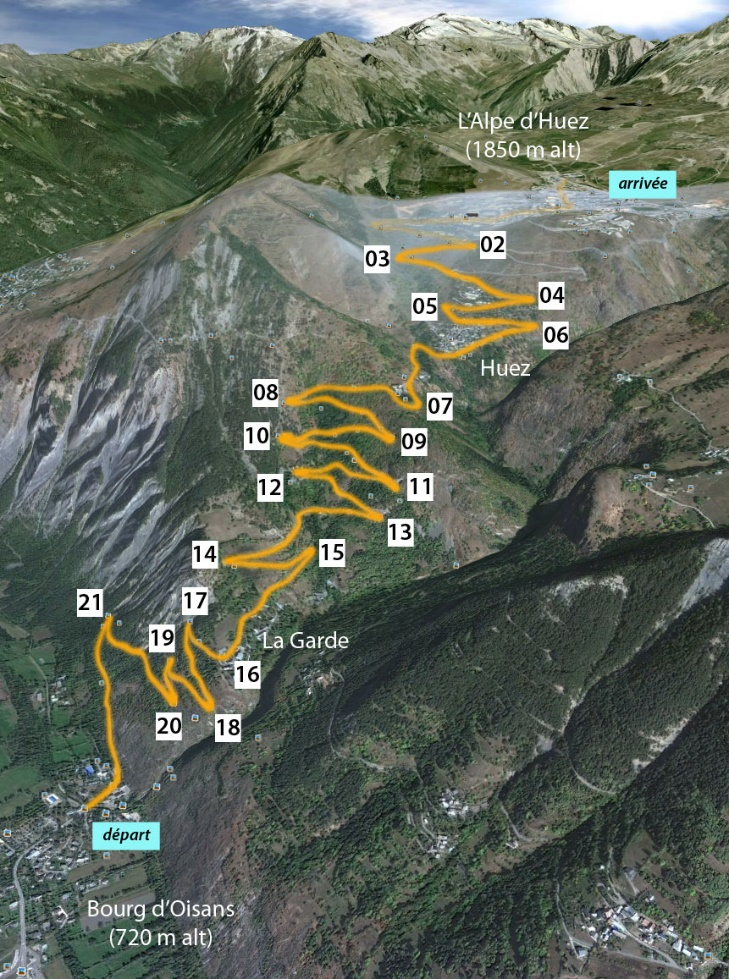 L'Alpe d'Huez
(1850 m alt)
arrivée
02
03
04
05
06
Huez
08
07
10
09
12
11
13
14
15
21
17
19
La Garde
16
20
18
départ
Bourg d'Oisans
(720 m alt)